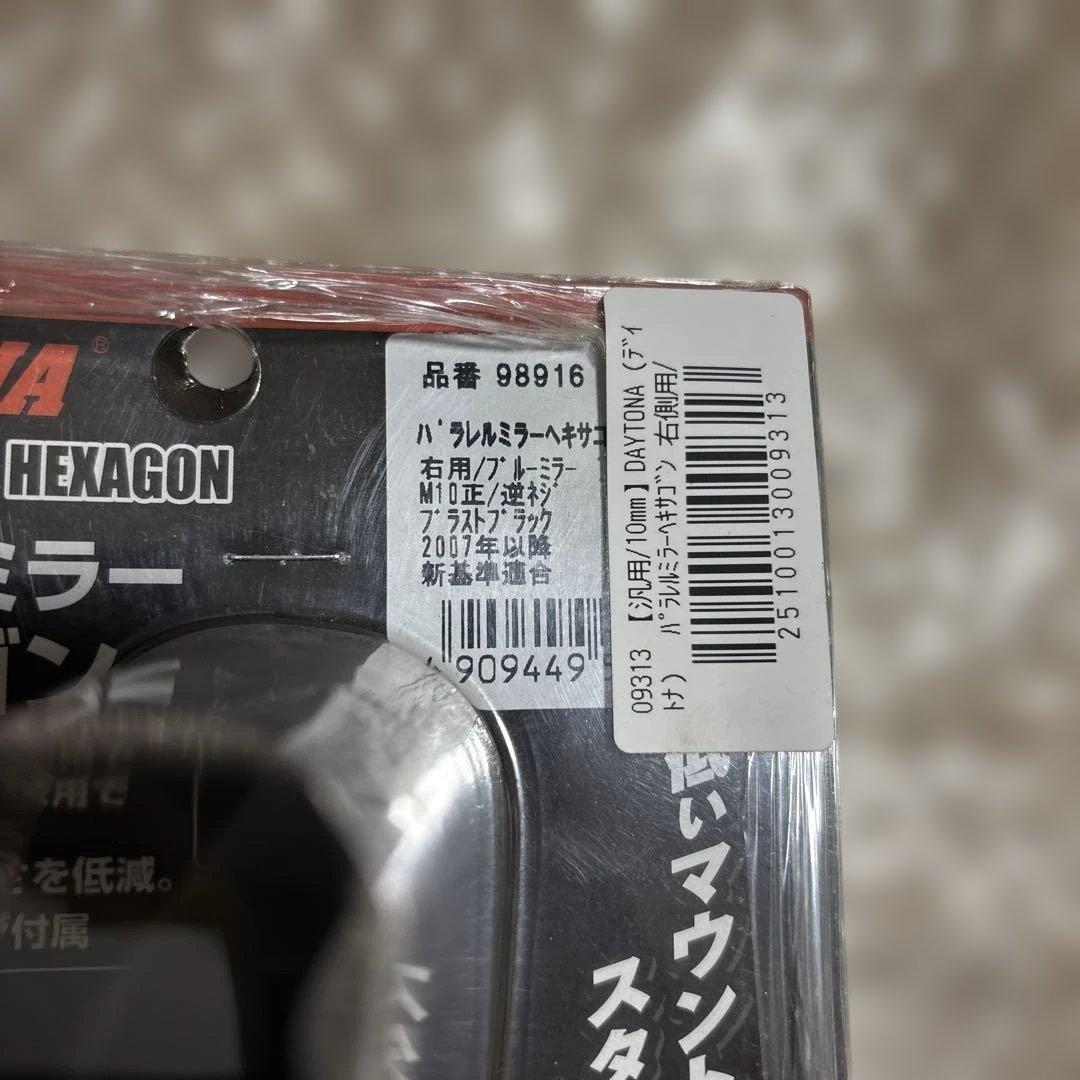 HEXAGON
ミラー
品番 98916
パラレルミラーヘキサゴ
右用/ブルーミラー
M10正/逆ネジ
ブラストブラック
2007年以降
新基準適合
4909449
09313 【汎用/10mm】DAYTONA (デイ
トナ) パラレルミラーヘキサゴン 右側用/
2510013009313
を低減。
付属
低いマウント
スタ